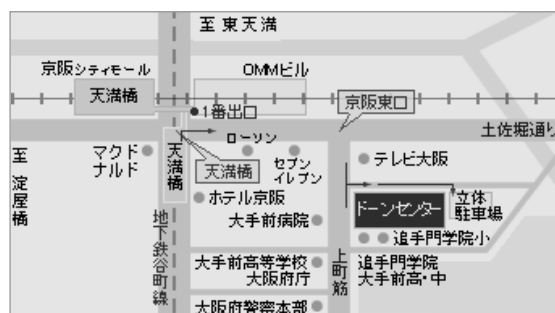 至 東天満
京阪シティモール
OMMビル
天満橋
1番出口
京阪東口
土佐堀通り
至 淀屋橋
マクド
ナルド
天満橋
ローソン
セブン
イレブン
天満橋
テレビ大阪
ホテル京阪
ドーンセンター
立体
駐車場
大手前病院
追手門学院小
地下鉄谷町線
上町筋
大手前高等学校
大阪府庁
追手門学院
大手前高・中
大阪府警察本部